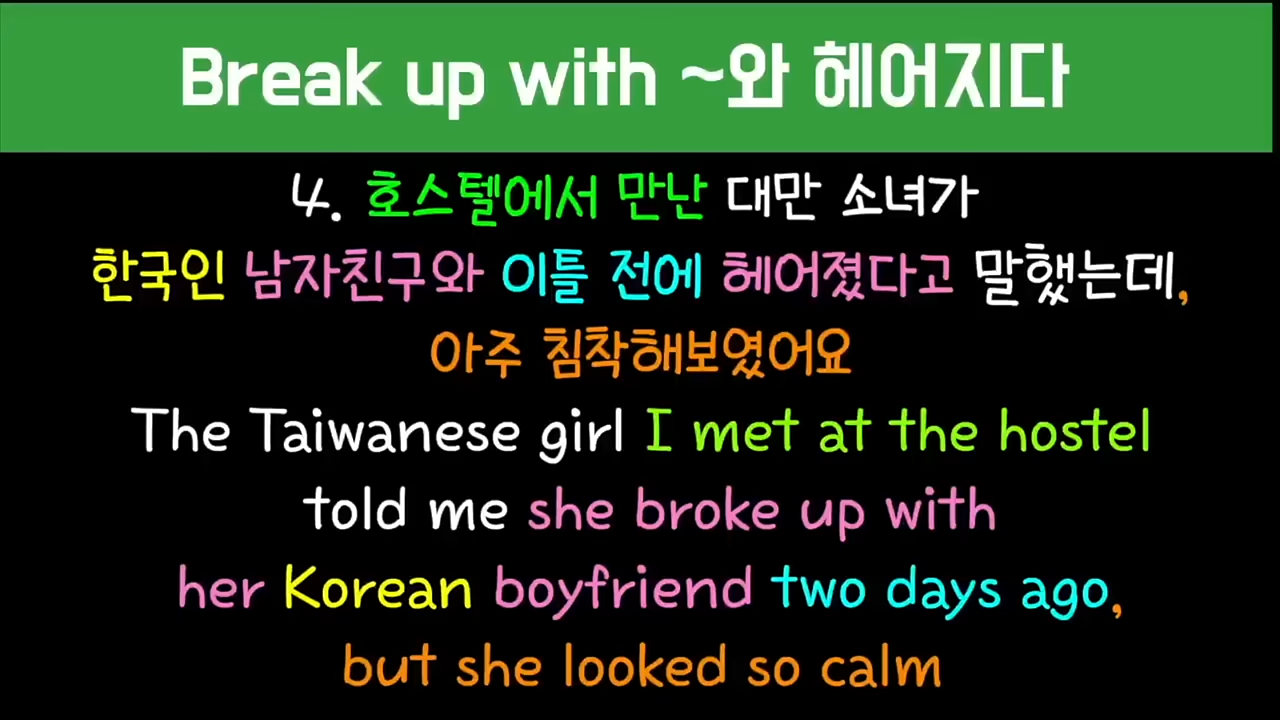 Break up with ~와 헤어지다
4. 호스텔에서 만난 대만 소녀가
한국인 남자친구와 이틀 전에 헤어졌다고 말했는데,
아주 침착해보였어요
The Taiwanese girl I met at the hostel
told me she broke up with
her Korean boyfriend two days ago,
but she looked so calm